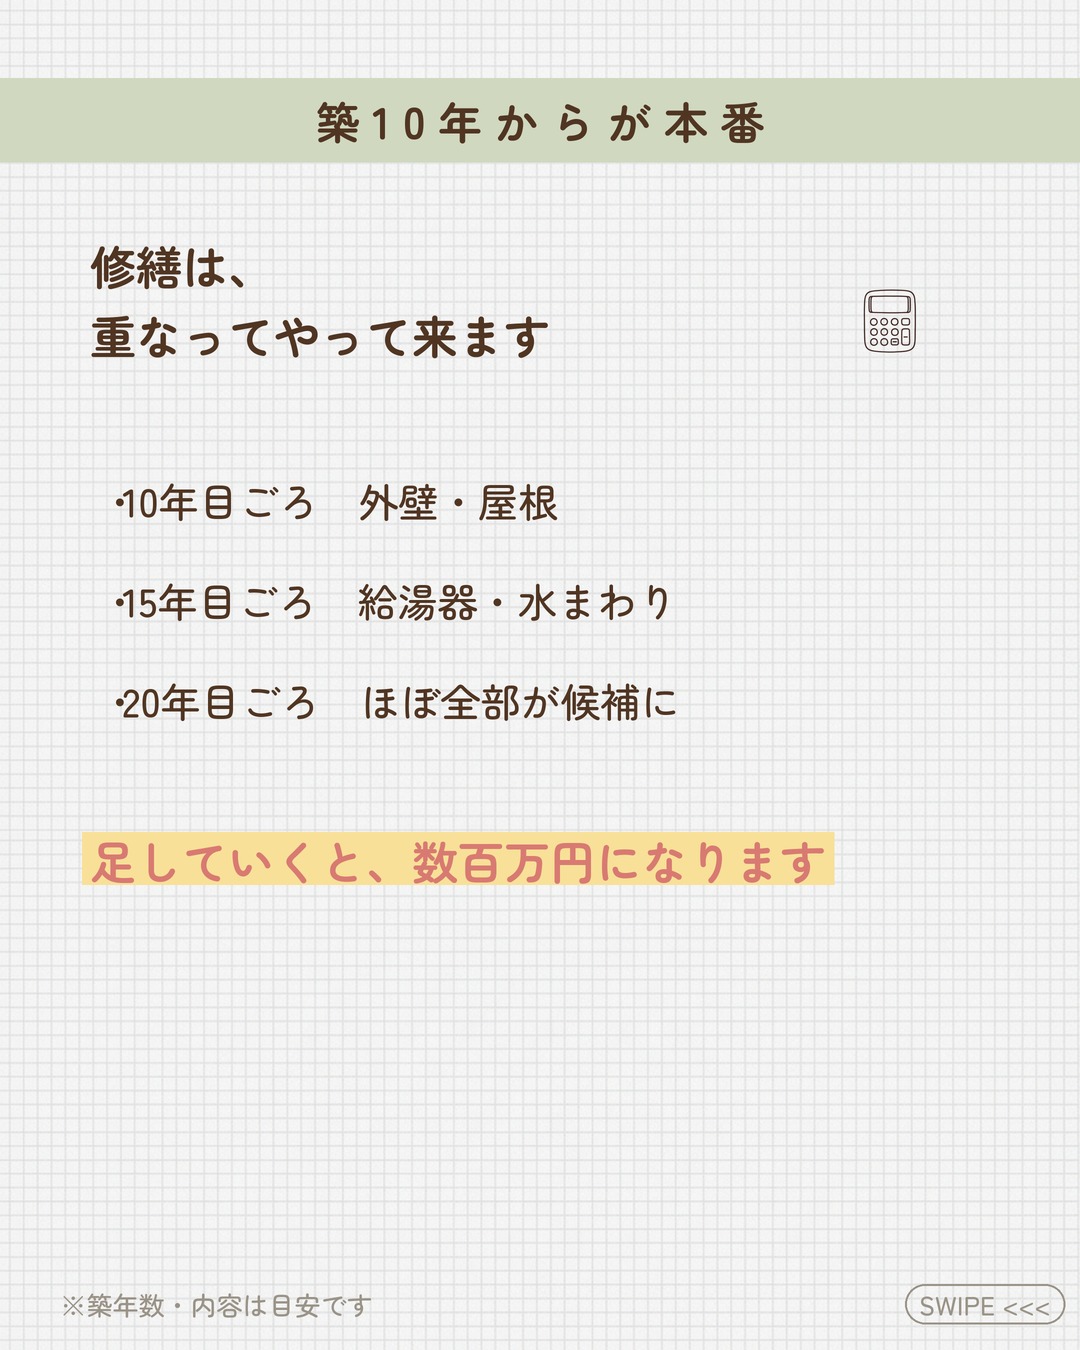 築10年からが本番
修繕は、
重なってやって来ます
・10年目ごろ　外壁・屋根
・15年目ごろ　給湯器・水まわり
・20年目ごろ　ほぼ全部が候補に
足していくと、数百万円になります
※築年数・内容は目安です
SWIPE <<<